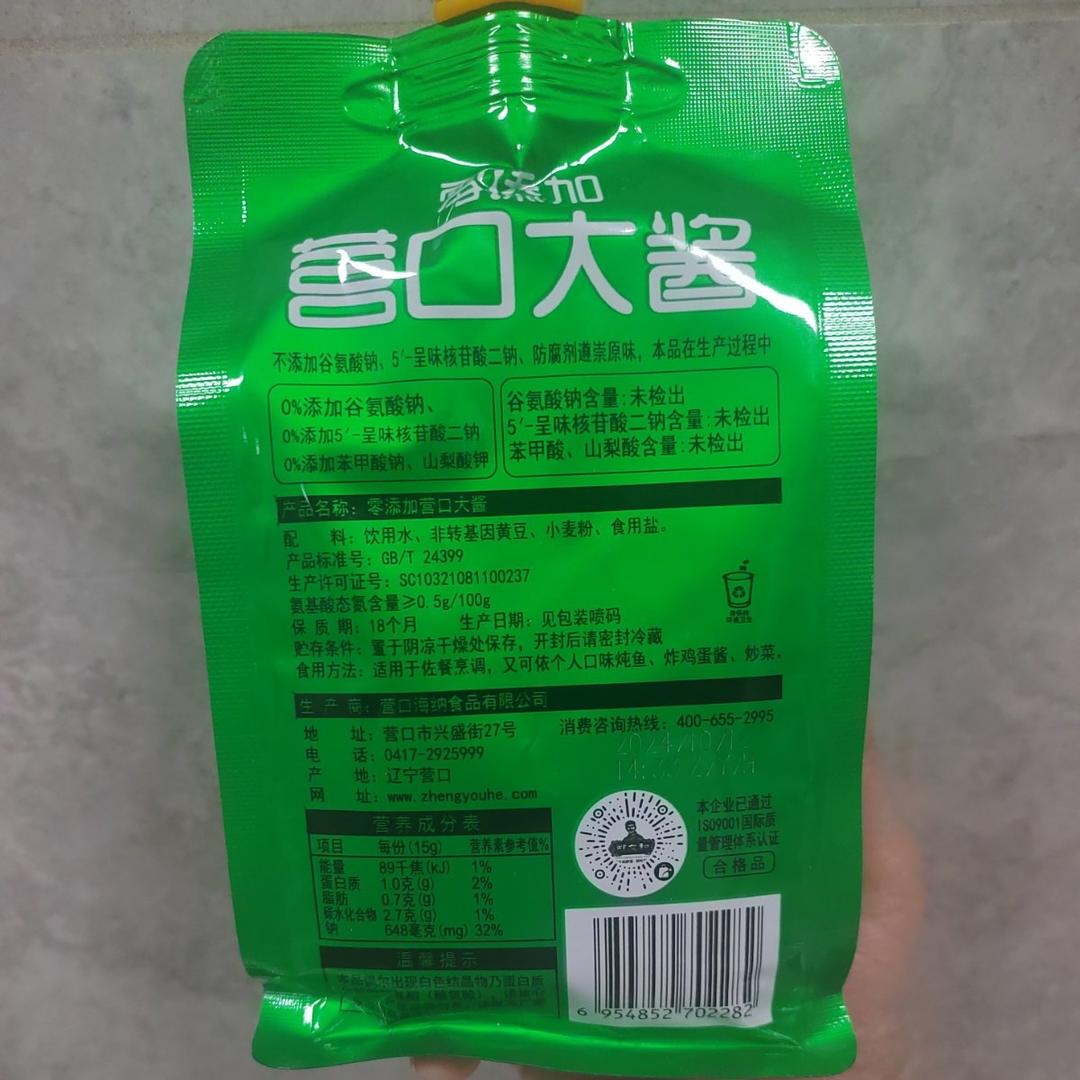 零添加
营口大酱
不添加谷氨酸钠、5′-呈味核苷酸二钠、防腐剂遵崇原味，本品在生产过程中
0%添加谷氨酸钠、
0%添加5′-呈味核苷酸二钠
0%添加苯甲酸钠、山梨酸钾
谷氨酸钠含量:未检出
5′-呈味核苷酸二钠含量:未检出
苯甲酸、山梨酸含量:未检出
产品名称：零添加营口大酱
配 料：饮用水、非转基因黄豆、小麦粉、食用盐。
产品标准号：GB/T 24399
生产许可证号：SC10321081100237
氨基酸态氮含量≥0.5g/100g
保 质 期：18个月 生产日期：见包装喷码
贮存条件：置于阴凉干燥处保存，开封后请密封冷藏
食用方法：适用于佐餐烹调，又可依个人口味炖鱼、炸鸡蛋酱、炒菜。
生 产 商：营口海纳食品有限公司
地 址：营口市兴盛街27号
消费咨询热线：400-655-2995
电 话：0417-2925999
产 地：辽宁营口
网 址：www.zhengyouhe.com
营养成分表
项目 每份(15g) 营养素参考值%
能量 89千焦(kJ) 1%
蛋白质 1.0克(g) 2%
脂肪 0.7克(g) 1%
碳水化合物 2.7克(g) 1%
钠 648毫克(mg) 32%
本企业已通过
ISO9001国际质
量管理体系认证
合格品
温馨提示
本品偶尔出现白色结晶物乃蛋白质
6 954852 702282